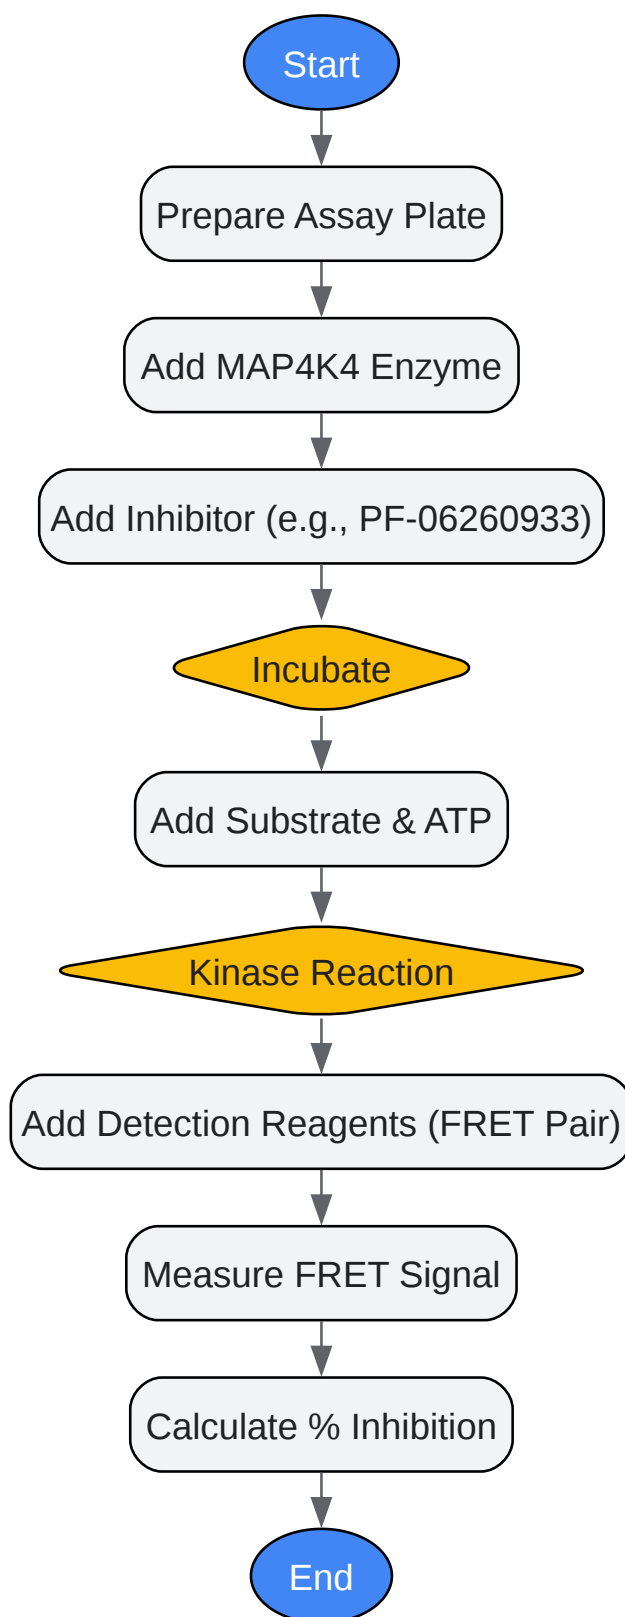 Start
Prepare Assay Plate
Add MAP4K4 Enzyme
Add Inhibitor (e.g., PF-06260933)
Incubate
Add Substrate & ATP
Kinase Reaction
Add Detection Reagents (FRET Pair)
Measure FRET Signal
Calculate % Inhibition
End